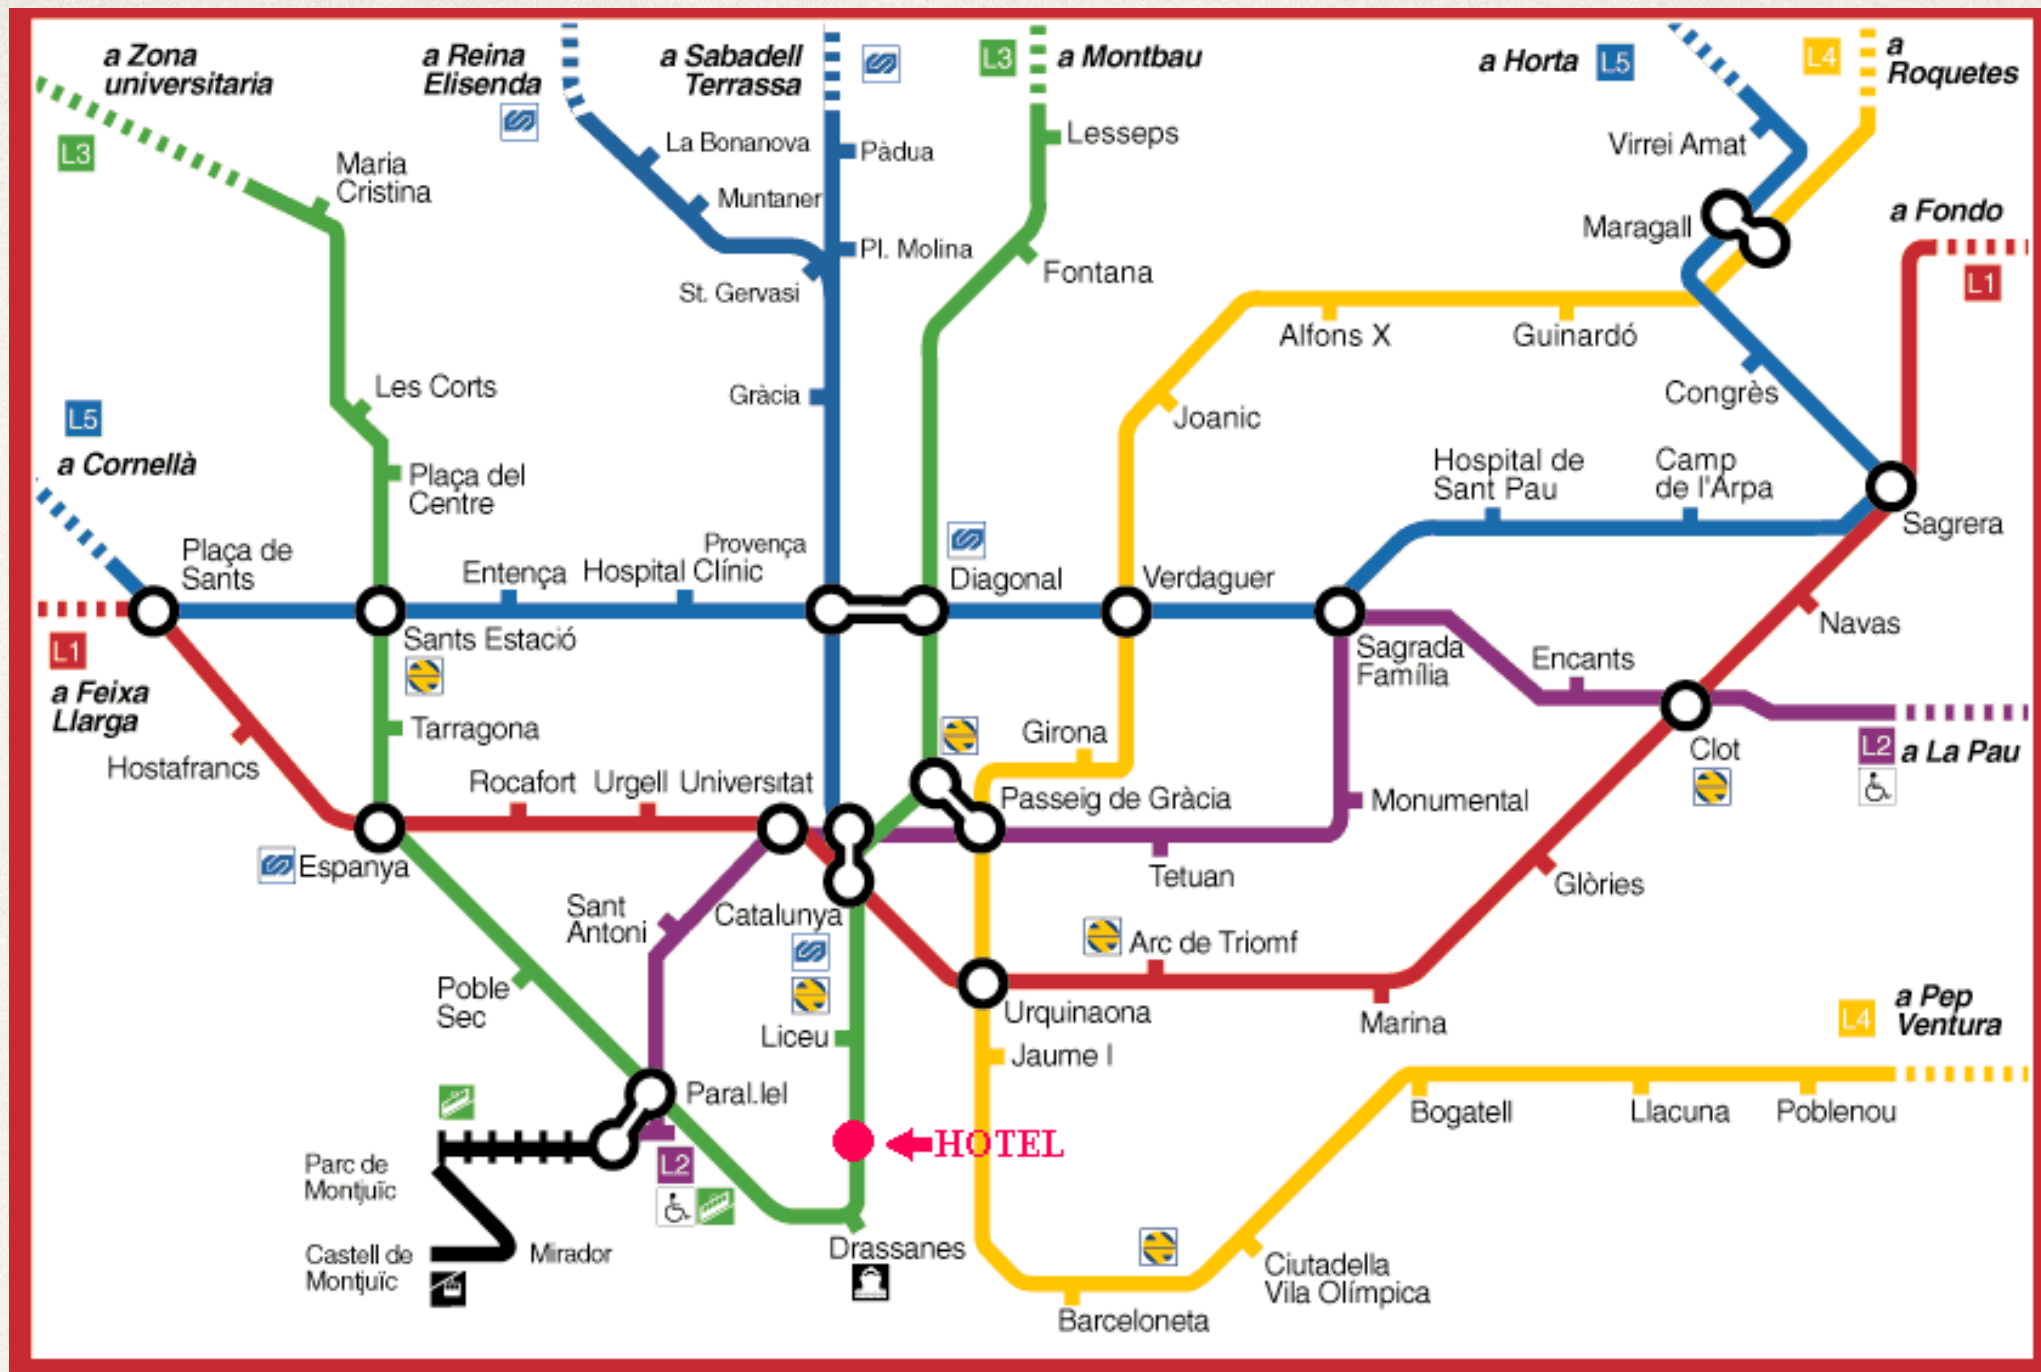 a Zona
universitaria
L3
a Reina
Elisenda
a Sabadell
Terrassa
L3
a Montbau
a Horta
L5
L4
a
Roquetes
Maria
Cristina
La Bonanova
Muntaner
St. Gervasi
Pàdua
Pl. Molina
Gràcia
Lesseps
Fontana
Virrei Amat
Maragall
a Fondo
L1
Alfons X
Guinardó
Joanic
Congrès
Les Corts
L5
a Cornellà
Plaça del
Centre
Hospital de
Sant Pau
Camp
de l'Arpa
Sagrera
Plaça de
Sants
Entença
Hospital Clínic
Provença
Diagonal
Verdaguer
Sants Estació
L1
a Feixa
Llarga
Sagrada
Família
Encants
Navas
Hostafrancs
Tarragona
Girona
Clot
L2
a La Pau
Rocafort
Urgell
Universitat
Passeig de Gràcia
Monumental
Espanya
Tetuan
Glòries
Sant
Antoni
Catalunya
Arc de Triomf
Poble
Sec
Liceu
Urquinaona
Marina
Jaume I
L4
a Pep
Ventura
Paral.lel
Bogatell
Llacuna
Poblenou
HOTEL
Parc de
Montjuïc
L2
Castell de
Montjuïc
Mirador
Drassanes
Ciutadella
Vila Olímpica
Barceloneta